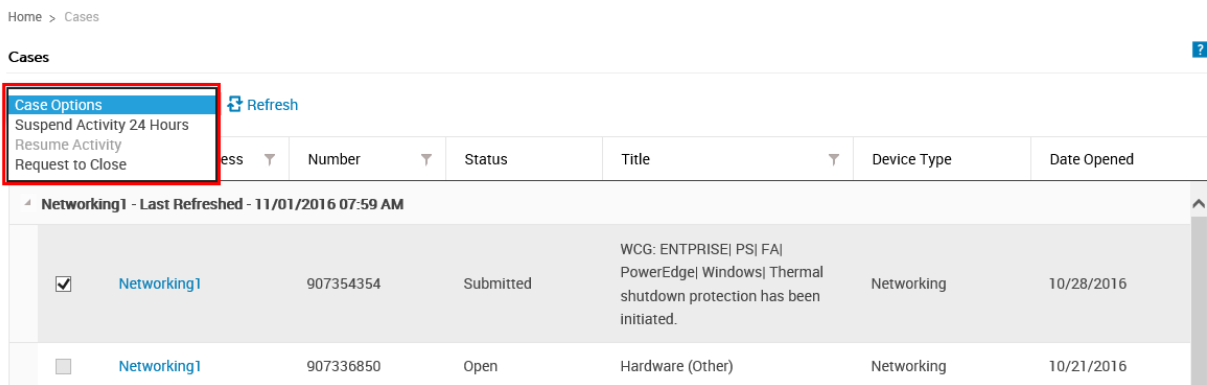 Home > Cases
Cases
?
Case Options
Refresh
Suspend Activity 24 Hours
Resume Activity
Request to Close
ess Number Status Title Device Type Date Opened
Networking1 - Last Refreshed - 11/01/2016 07:59 AM
WCG: ENTPRISE| PS| FA|
PowerEdge| Windows| Thermal
shutdown protection has been
initiated.
Networking1 907354354 Submitted Networking 10/28/2016
Networking1 907336850 Open Hardware (Other) Networking 10/21/2016